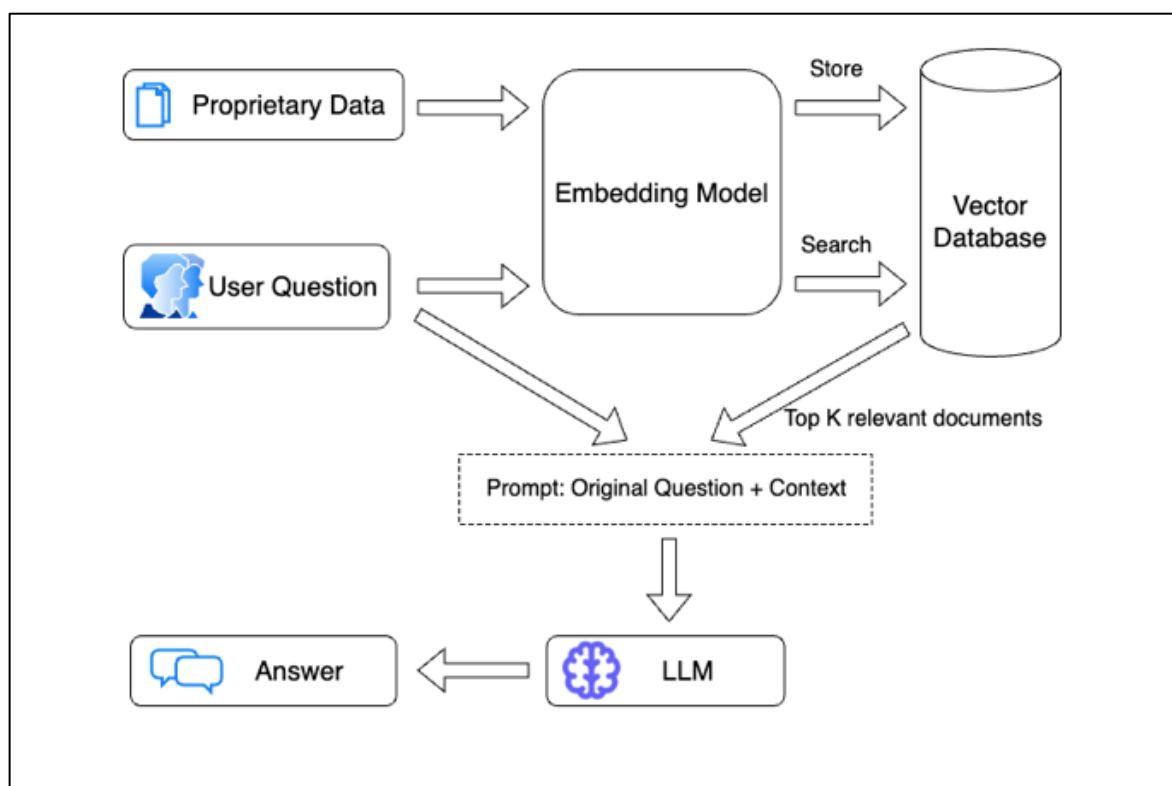 Proprietary Data
Store
Embedding Model
Vector
Database
User Question
Search
Top K relevant documents
Prompt: Original Question + Context
Answer
LLM